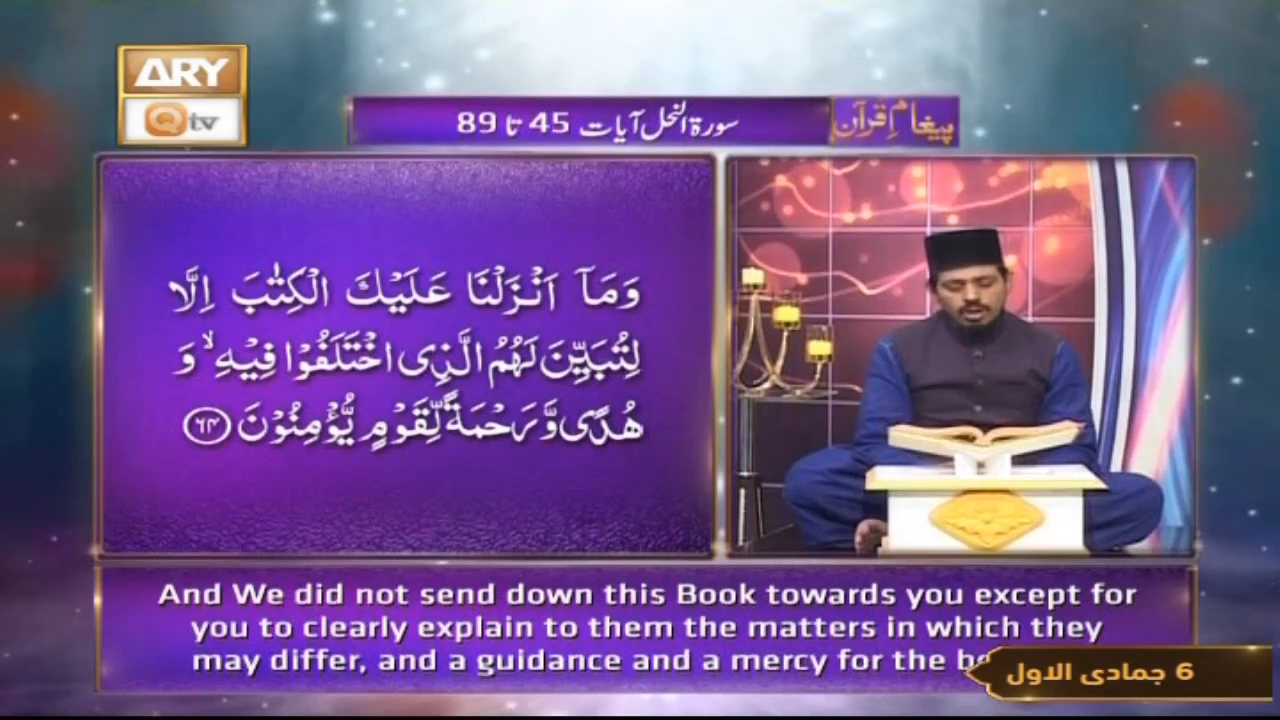 ARY
Qtv
پیغامِ قرآن
سورۃ النحل آیات 45 تا 89
وَمَاۤ اَنْزَلْنَا عَلَیْكَ الْكِتٰبَ اِلَّا
لِتُبَیِّنَ لَهُمُ الَّذِی اخْتَلَفُوْا فِیْهِ ۙ وَ
هُدًی وَّ رَحْمَةً لِّقَوْمٍ یُّؤْمِنُوْنَ ﴿۶۴﴾
And We did not send down this Book towards you except for
you to clearly explain to them the matters in which they
may differ, and a guidance and a mercy for the
6 جمادی الاول